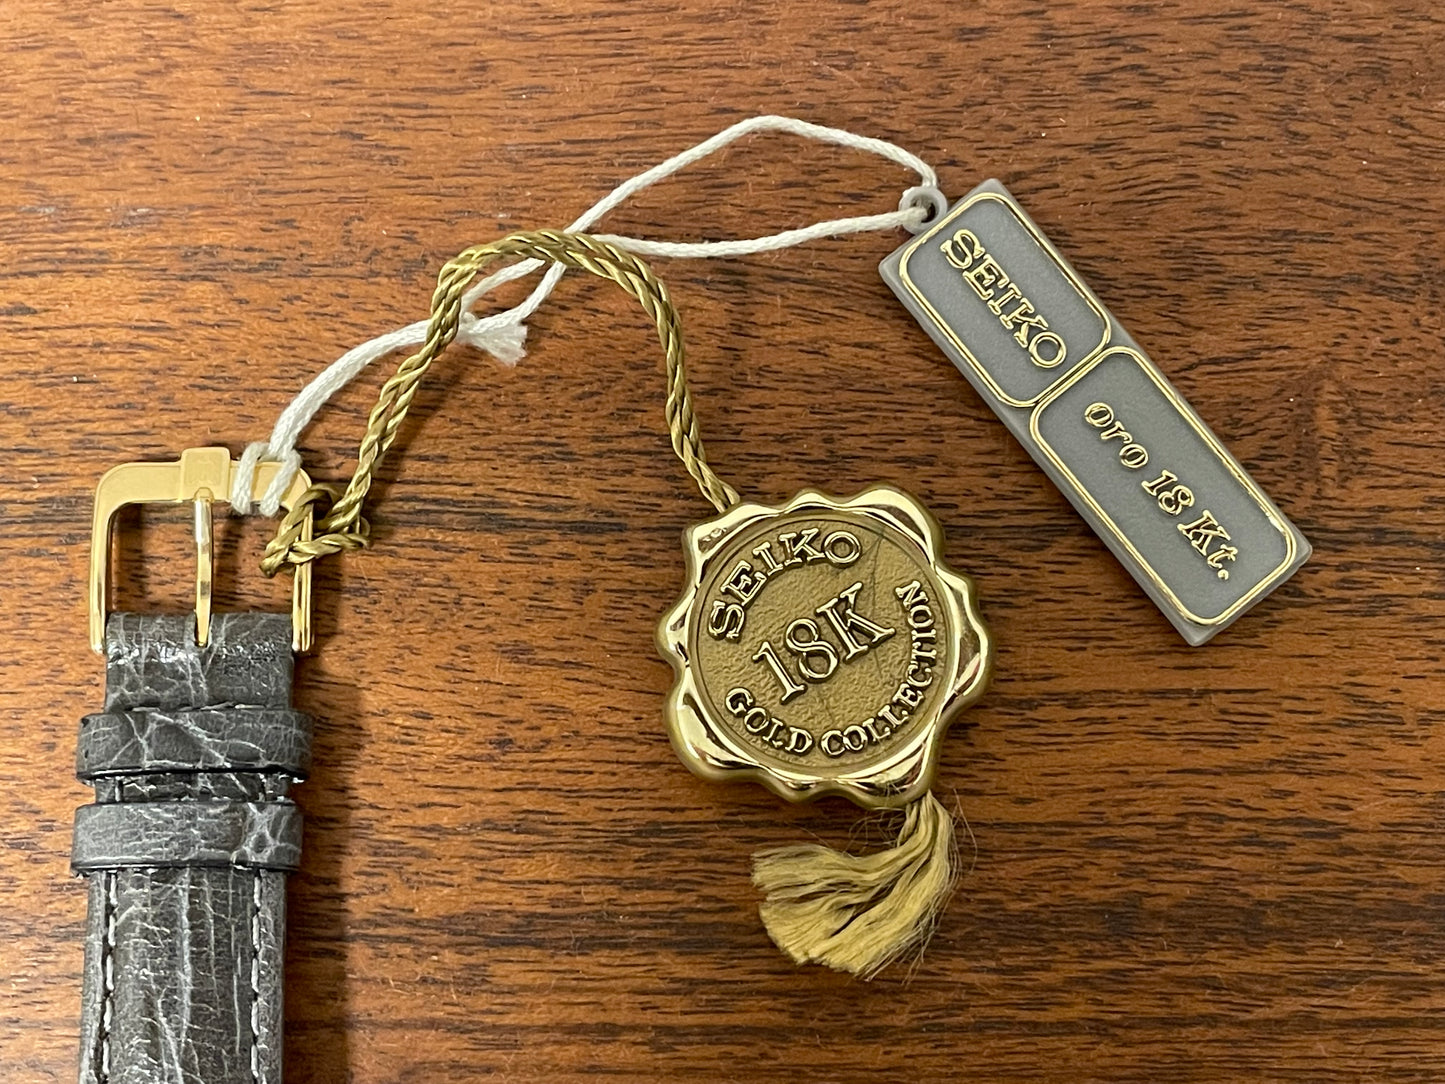 SEIKO
oro 18 Kt.
SEIKO
18K
GOLD COLLECTION